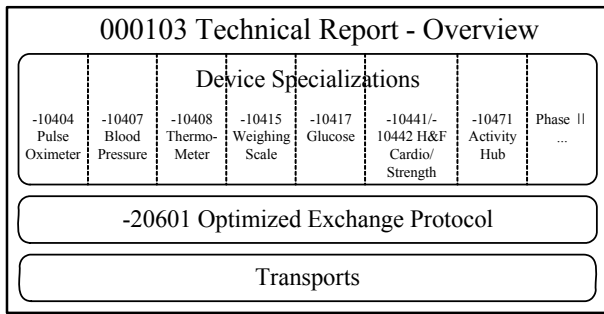 000103 Technical Report - Overview
Device Specializations
-10404
Pulse
Oximeter
-10407
Blood
Pressure
-10408
Thermo-
Meter
-10415
Weighing
Scale
-10417
Glucose
-10441/-
10442 H&F
Cardio/
Strength
-10471
Activity
Hub
Phase II
...
-20601 Optimized Exchange Protocol
Transports